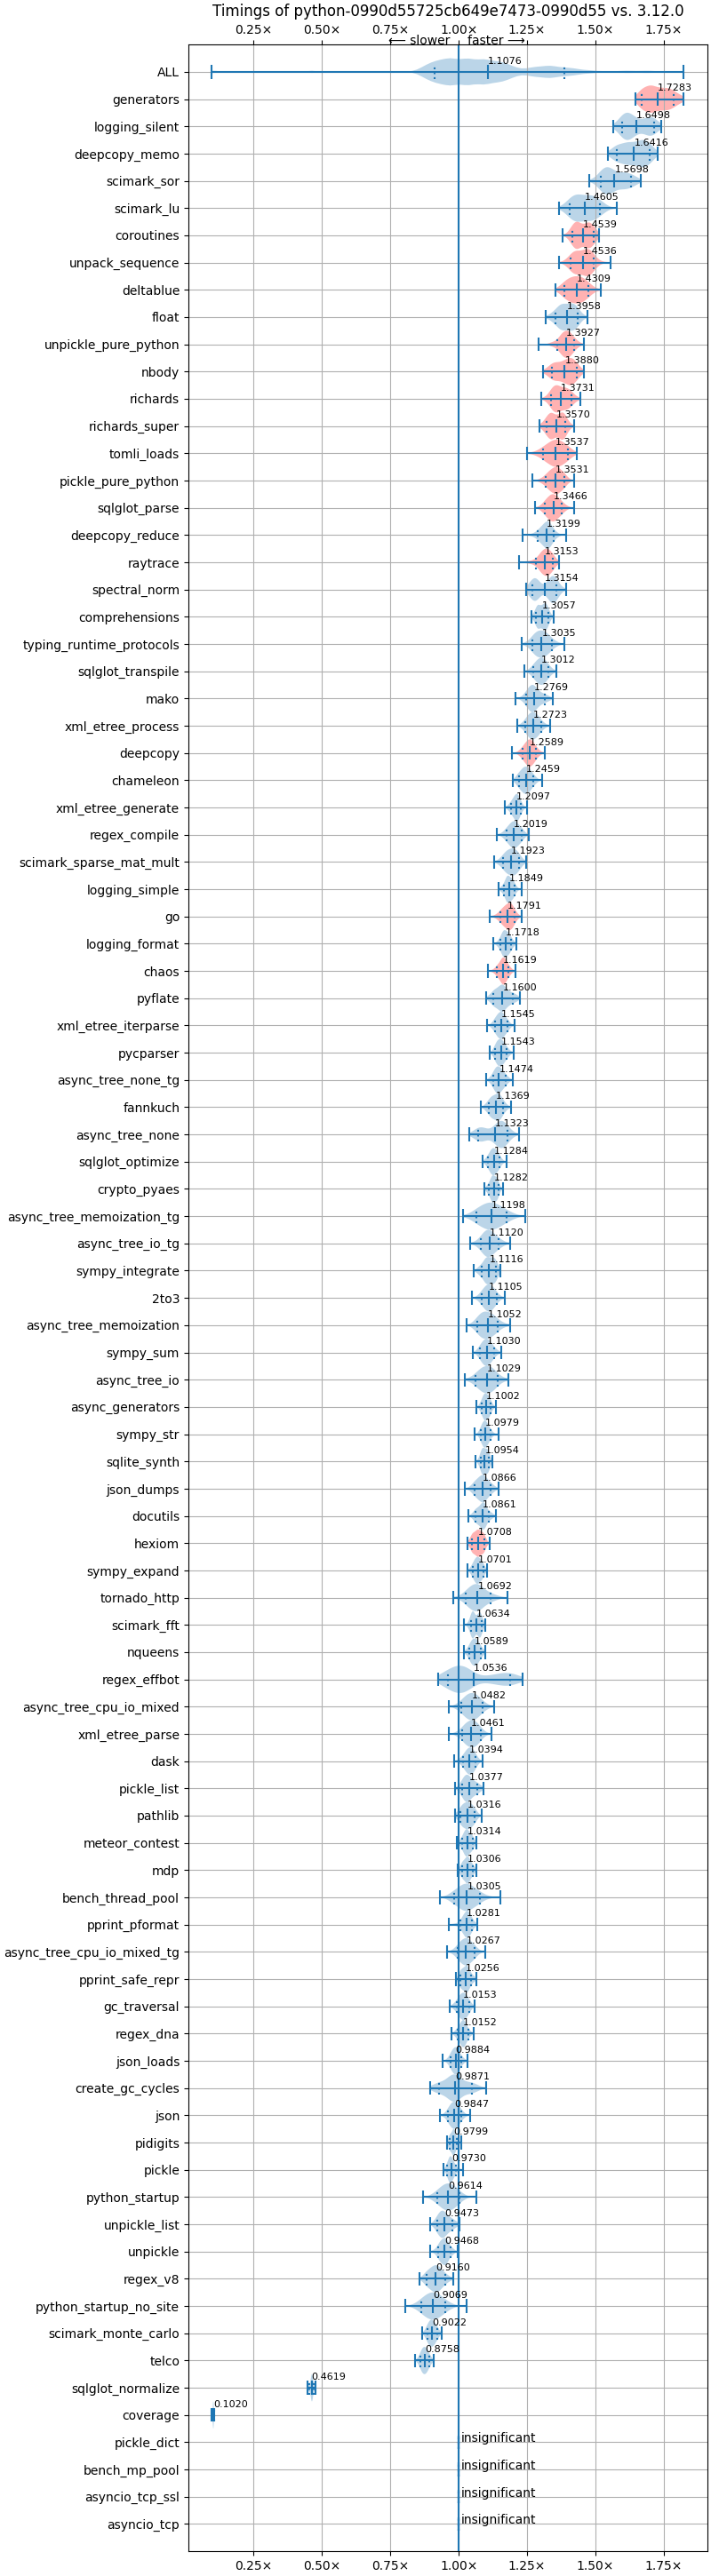 Timings of python-0990d55725cb649e7473-0990d55 vs. 3.12.0
0.25× 0.50× 0.75× 1.00× 1.25× 1.50× 1.75×
⟵ slower faster ⟶
ALL 1.1076
generators 1.7283
logging_silent 1.6498
deepcopy_memo 1.6416
scimark_sor 1.5698
scimark_lu 1.4605
coroutines 1.4539
unpack_sequence 1.4536
deltablue 1.4309
float 1.3958
unpickle_pure_python 1.3927
nbody 1.3880
richards 1.3731
richards_super 1.3570
tomli_loads 1.3537
pickle_pure_python 1.3531
sqlglot_parse 1.3466
deepcopy_reduce 1.3199
raytrace 1.3153
spectral_norm 1.3154
comprehensions 1.3057
typing_runtime_protocols 1.3035
sqlglot_transpile 1.3012
mako 1.2769
xml_etree_process 1.2723
deepcopy 1.2589
chameleon 1.2459
xml_etree_generate 1.2097
regex_compile 1.2019
scimark_sparse_mat_mult 1.1923
logging_simple 1.1849
go 1.1791
logging_format 1.1718
chaos 1.1619
pyflate 1.1600
xml_etree_iterparse 1.1545
pycparser 1.1543
async_tree_none_tg 1.1474
fannkuch 1.1369
async_tree_none 1.1323
sqlglot_optimize 1.1284
crypto_pyaes 1.1282
async_tree_memoization_tg 1.1198
async_tree_io_tg 1.1120
sympy_integrate 1.1116
2to3 1.1105
async_tree_memoization 1.1052
sympy_sum 1.1030
async_tree_io 1.1029
async_generators 1.1002
sympy_str 1.0979
sqlite_synth 1.0954
json_dumps 1.0866
docutils 1.0861
hexiom 1.0708
sympy_expand 1.0701
tornado_http 1.0692
scimark_fft 1.0634
nqueens 1.0589
regex_effbot 1.0536
async_tree_cpu_io_mixed 1.0482
xml_etree_parse 1.0461
dask 1.0394
pickle_list 1.0377
pathlib 1.0316
meteor_contest 1.0314
mdp 1.0306
bench_thread_pool 1.0305
pprint_pformat 1.0281
async_tree_cpu_io_mixed_tg 1.0267
pprint_safe_repr 1.0256
gc_traversal 1.0153
regex_dna 1.0152
json_loads 0.9884
create_gc_cycles 0.9871
json 0.9847
pidigits 0.9799
pickle 0.9730
python_startup 0.9614
unpickle_list 0.9473
unpickle 0.9468
regex_v8 0.9160
python_startup_no_site 0.9069
scimark_monte_carlo 0.9022
telco 0.8758
sqlglot_normalize 0.4619
coverage 0.1020
pickle_dict insignificant
bench_mp_pool insignificant
asyncio_tcp_ssl insignificant
asyncio_tcp insignificant
0.25× 0.50× 0.75× 1.00× 1.25× 1.50× 1.75×